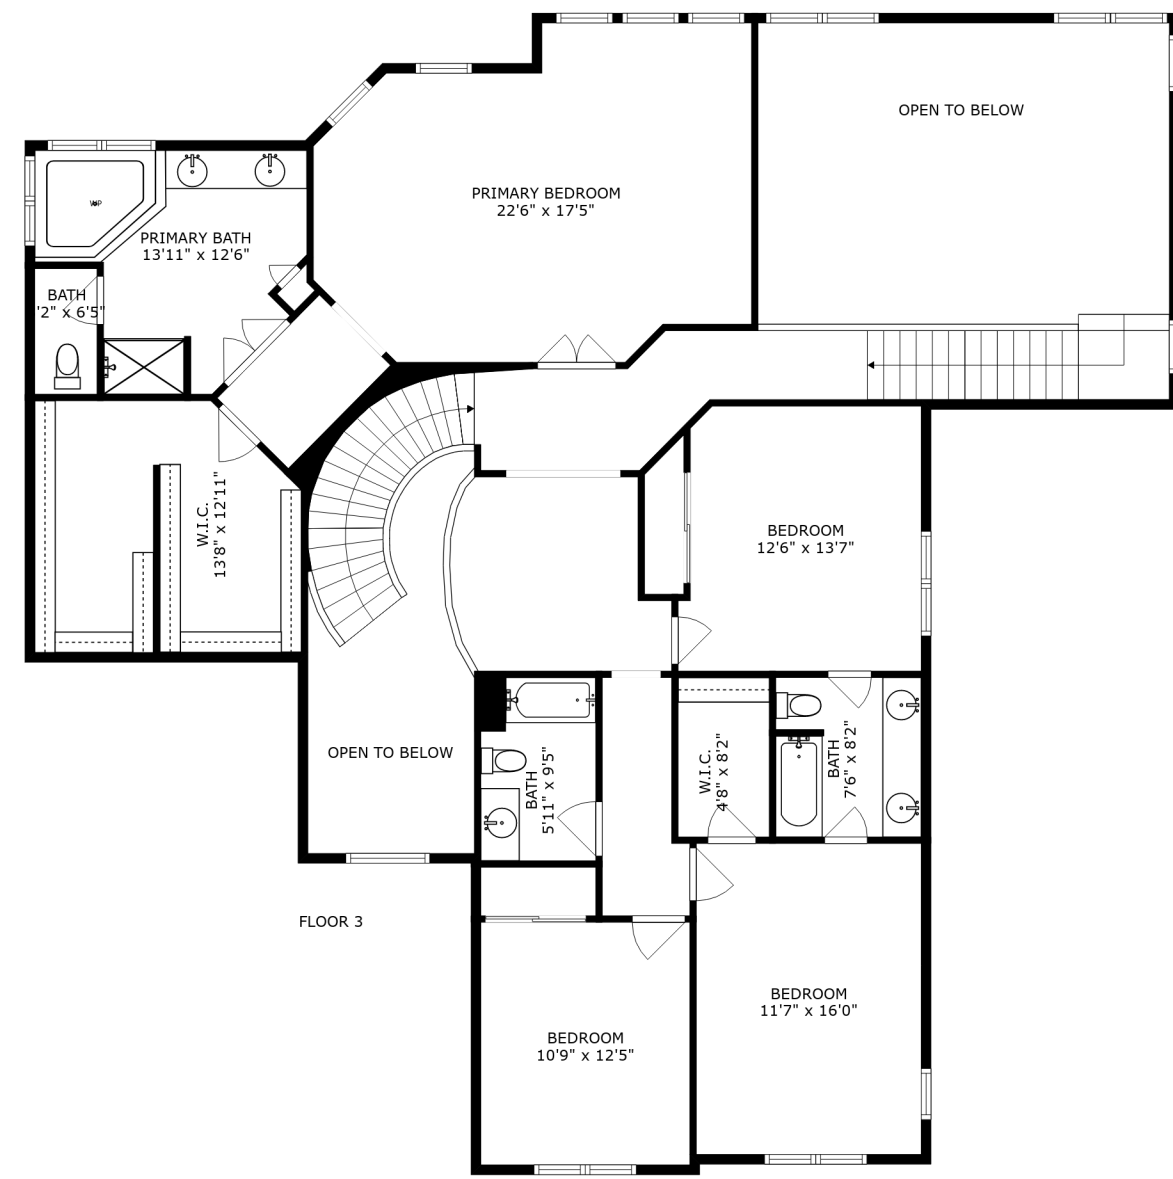 OPEN TO BELOW
PRIMARY BEDROOM
22'6" x 17'5"
PRIMARY BATH
13'11" x 12'6"
BATH
'2" x 6'5"
W.I.C.
13'8" x 12'11"
BEDROOM
12'6" x 13'7"
OPEN TO BELOW
BATH
5'11" x 9'5"
W.I.C.
4'8" x 8'2"
BATH
7'6" x 8'2"
FLOOR 3
BEDROOM
11'7" x 16'0"
BEDROOM
10'9" x 12'5"